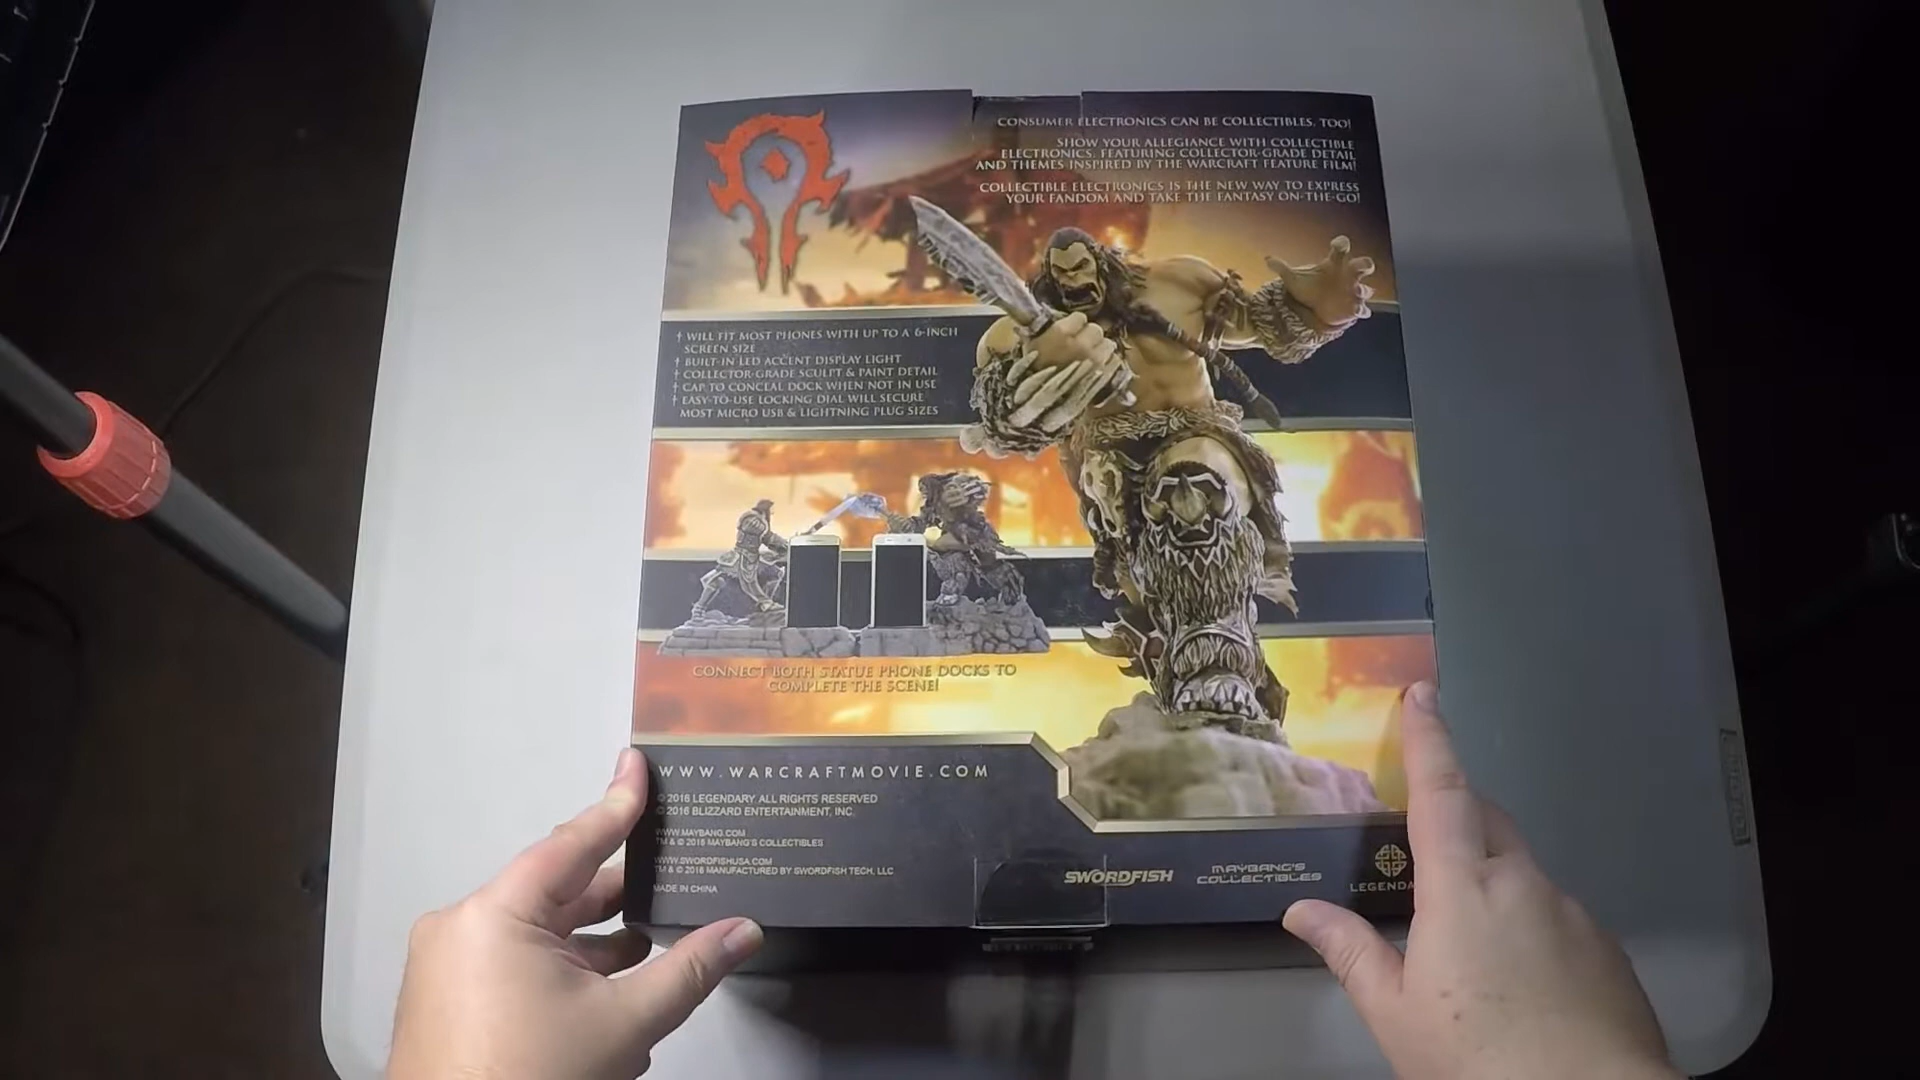 CONSUMER ELECTRONICS CAN BE COLLECTIBLES, TOO!
SHOW YOUR ALLEGIANCE WITH COLLECTIBLE
ELECTRONICS, FEATURING COLLECTOR-GRADE DETAIL
AND THEMES INSPIRED BY THE WARCRAFT FEATURE FILM!
COLLECTIBLE ELECTRONICS IS THE NEW WAY TO EXPRESS
YOUR FANDOM AND TAKE THE FANTASY ON-THE-GO!
† WILL FIT MOST PHONES WITH UP TO A 6-INCH
SCREEN SIZE
† BUILT-IN LED ACCENT DISPLAY LIGHT
† COLLECTOR-GRADE SCULPT & PAINT DETAIL
† CAP TO CONCEAL DOCK WHEN NOT IN USE
† EASY-TO-USE LOCKING DIAL WILL SECURE
MOST MICRO USB & LIGHTNING PLUG SIZES
CONNECT BOTH STATUE PHONE DOCKS TO
COMPLETE THE SCENE!
WWW.WARCRAFTMOVIE.COM
© 2016 LEGENDARY. ALL RIGHTS RESERVED
© 2016 BLIZZARD ENTERTAINMENT, INC.
WWW.MAYBANG.COM
TM & © 2016 MAYBANG'S COLLECTIBLES
WWW.SWORDFISHUSA.COM
TM & © 2016 MANUFACTURED BY SWORDFISH TECH, LLC
MADE IN CHINA
SWORDFISH
MAYBANG'S
COLLECTIBLES
LEGENDA